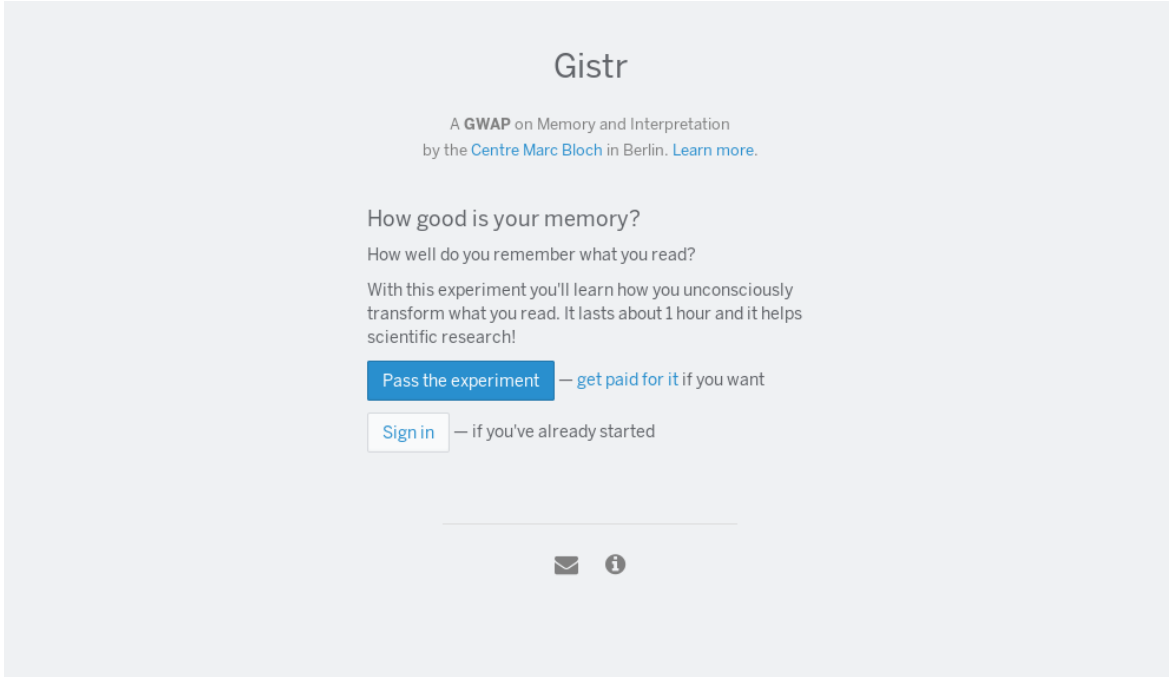 Gistr
A GWAP on Memory and Interpretation
by the Centre Marc Bloch in Berlin. Learn more.
How good is your memory?
How well do you remember what you read?
With this experiment you'll learn how you unconsciously
transform what you read. It lasts about 1 hour and it helps
scientific research!
Pass the experiment — get paid for it if you want
Sign in — if you've already started